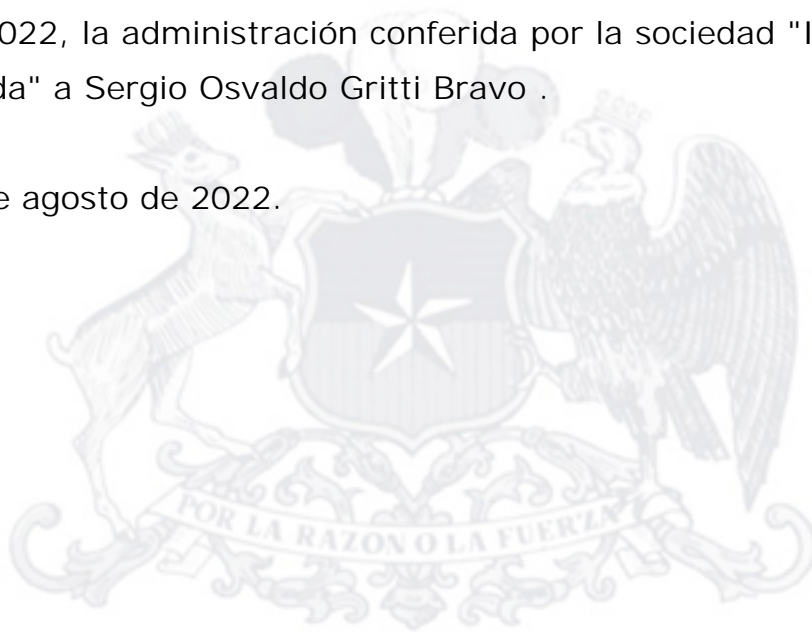 022, la administración conferida por la sociedad "I
da" a Sergio Osvaldo Gritti Bravo .
e agosto de 2022.
POR LA RAZON O LA FUERZA